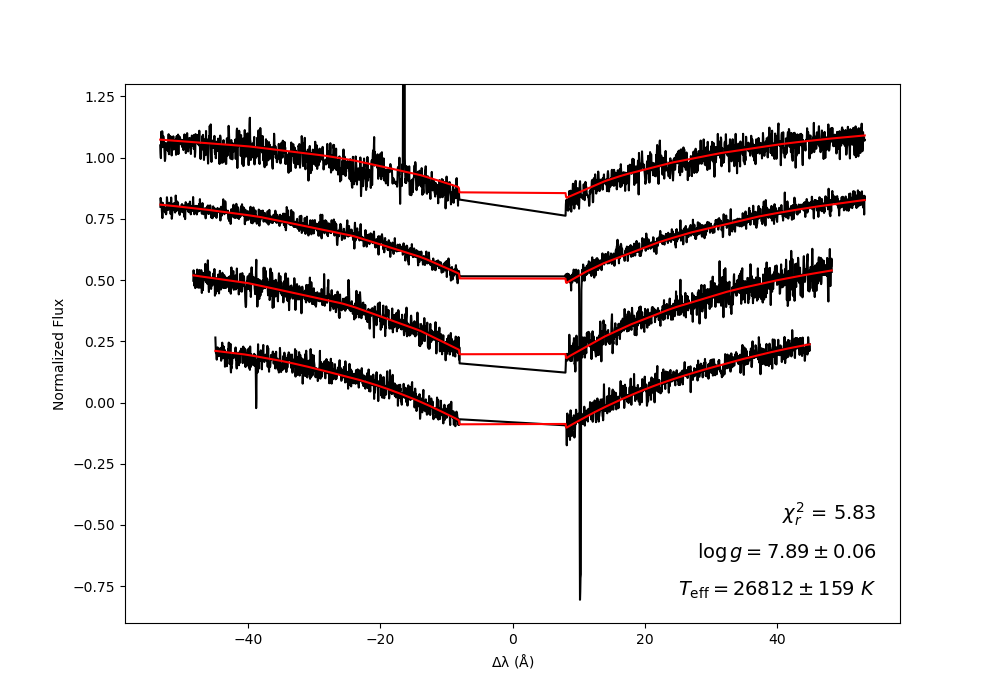 1.25
1.00
0.75
0.50
0.25
0.00
−0.25
−0.50
−0.75
Normalized Flux
χ²ᵣ = 5.83
log g = 7.89 ± 0.06
T_eff = 26812 ± 159 K
−40 −20 0 20 40
Δλ (Å)